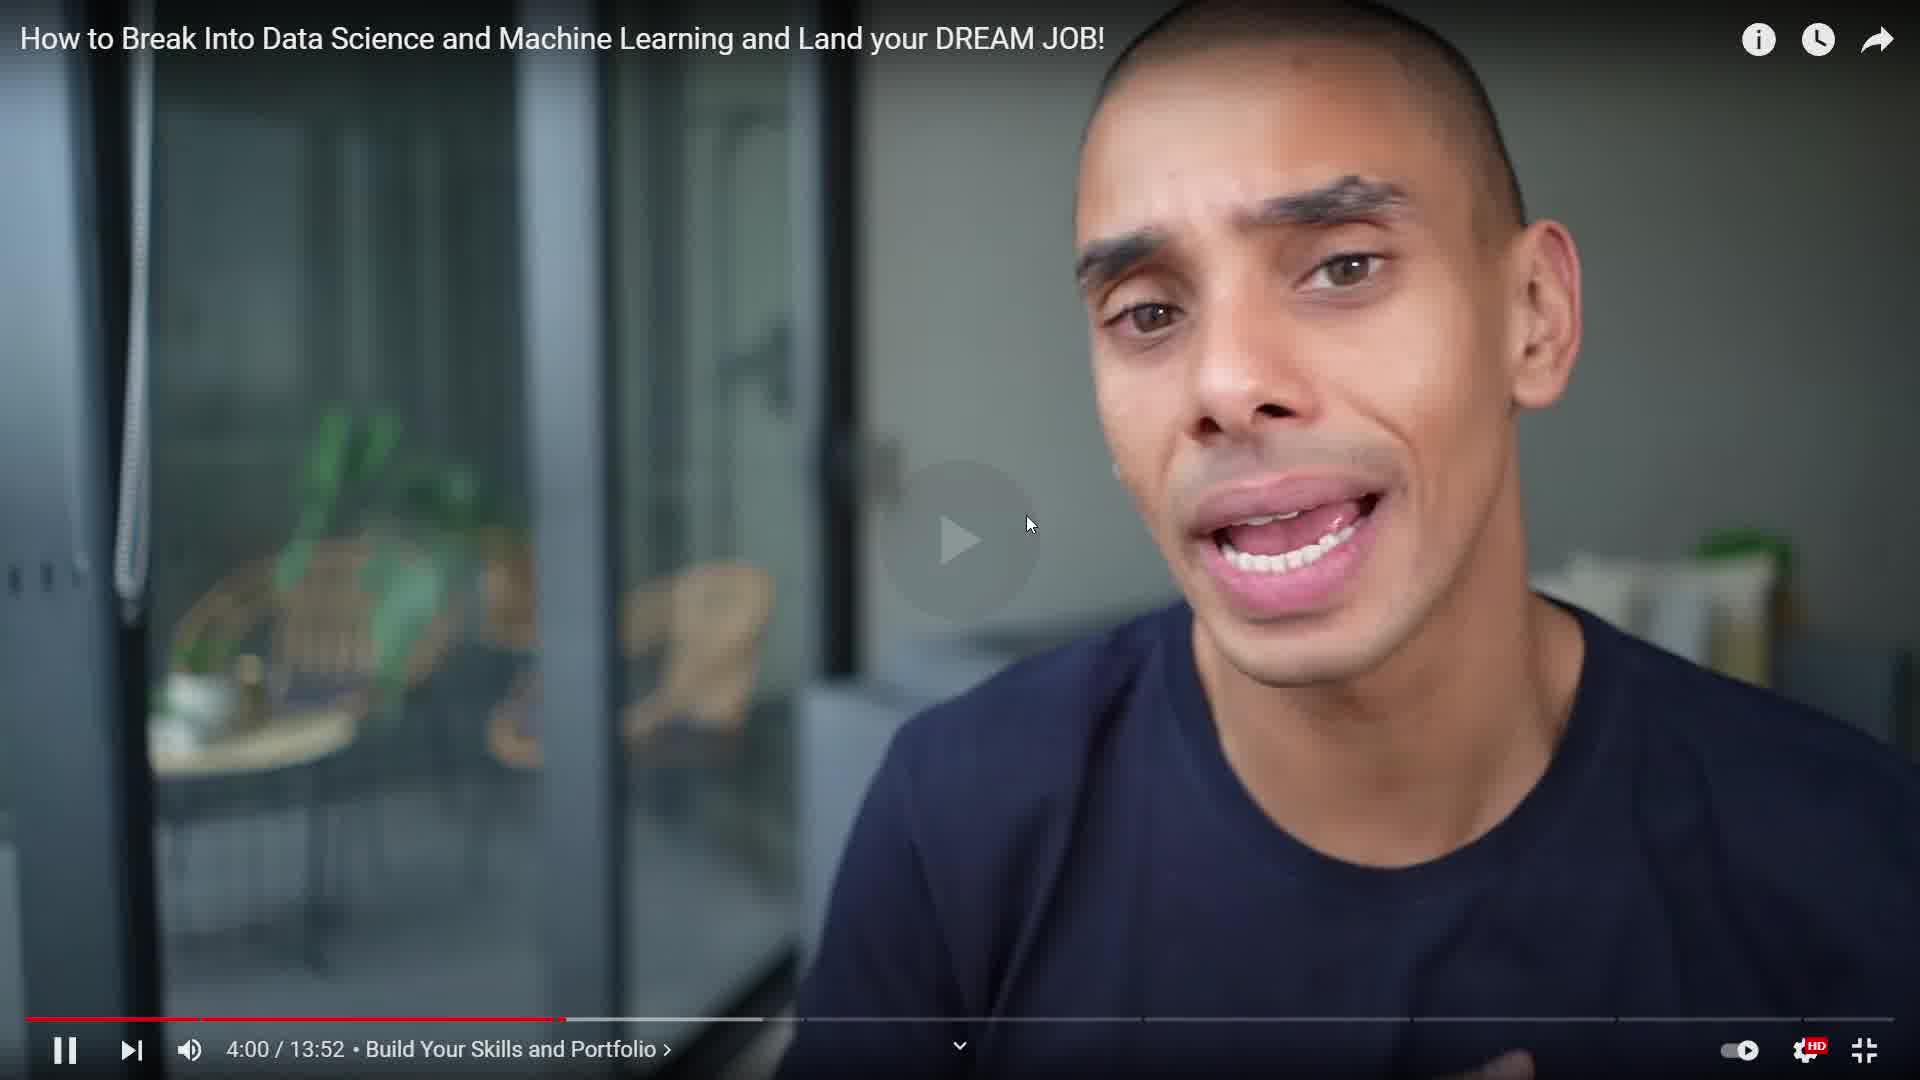 How to Break Into Data Science and Machine Learning and Land your DREAM JOB!
4:00 / 13:52 • Build Your Skills and Portfolio
HD